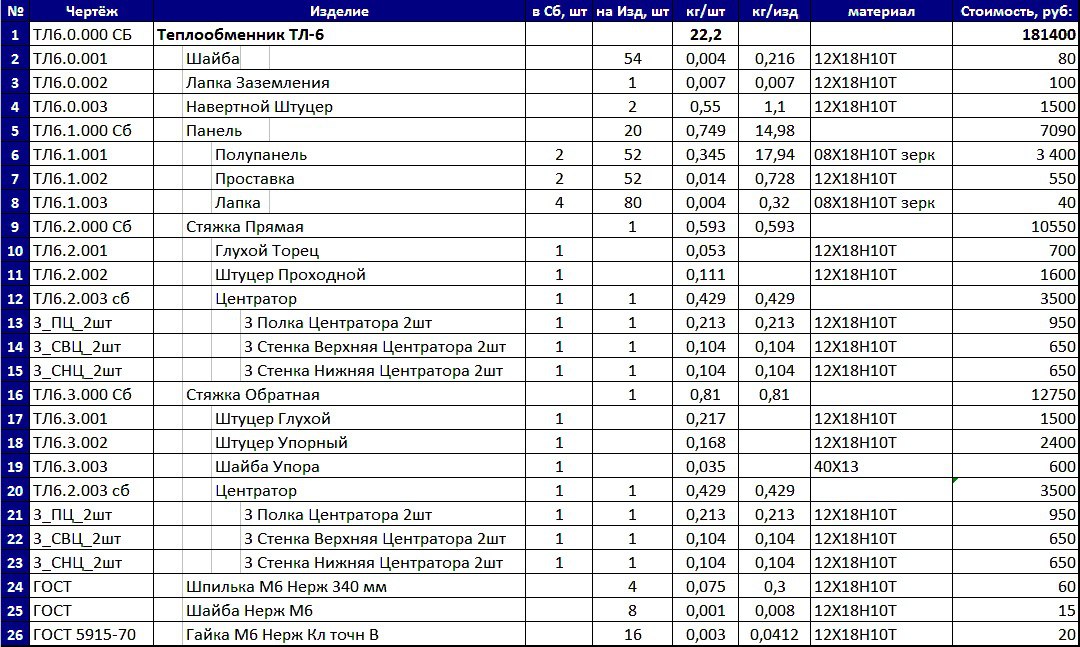 № Чертёж Изделие в Сб, шт на Изд, шт кг/шт кг/изд материал Стоимость, руб:
1 ТЛ6.0.000 СБ Теплообменник ТЛ-6 22,2 181400
2 ТЛ6.0.001 Шайба 54 0,004 0,216 12Х18Н10Т 80
3 ТЛ6.0.002 Лапка Заземления 1 0,007 0,007 12Х18Н10Т 100
4 ТЛ6.0.003 Навертной Штуцер 2 0,55 1,1 12Х18Н10Т 1500
5 ТЛ6.1.000 Сб Панель 20 0,749 14,98 7090
6 ТЛ6.1.001 Полупанель 2 52 0,345 17,94 08Х18Н10Т зерк 3 400
7 ТЛ6.1.002 Проставка 2 52 0,014 0,728 12Х18Н10Т 550
8 ТЛ6.1.003 Лапка 4 80 0,004 0,32 08Х18Н10Т зерк 40
9 ТЛ6.2.000 Сб Стяжка Прямая 1 0,593 0,593 10550
10 ТЛ6.2.001 Глухой Торец 1 0,053 12Х18Н10Т 700
11 ТЛ6.2.002 Штуцер Проходной 1 0,111 12Х18Н10Т 1600
12 ТЛ6.2.003 сб Центратор 1 1 0,429 0,429 3500
13 З_ПЦ_2шт З Полка Центратора 2шт 1 1 0,213 0,213 12Х18Н10Т 950
14 З_СВЦ_2шт З Стенка Верхняя Центратора 2шт 1 1 0,104 0,104 12Х18Н10Т 650
15 З_СНЦ_2шт З Стенка Нижняя Центратора 2шт 1 1 0,104 0,104 12Х18Н10Т 650
16 ТЛ6.3.000 Сб Стяжка Обратная 1 0,81 0,81 12750
17 ТЛ6.3.001 Штуцер Глухой 1 0,217 12Х18Н10Т 1500
18 ТЛ6.3.002 Штуцер Упорный 1 0,168 12Х18Н10Т 2400
19 ТЛ6.3.003 Шайба Упора 1 0,035 40Х13 600
20 ТЛ6.2.003 сб Центратор 1 1 0,429 0,429 3500
21 З_ПЦ_2шт З Полка Центратора 2шт 1 1 0,213 0,213 12Х18Н10Т 950
22 З_СВЦ_2шт З Стенка Верхняя Центратора 2шт 1 1 0,104 0,104 12Х18Н10Т 650
23 З_СНЦ_2шт З Стенка Нижняя Центратора 2шт 1 1 0,104 0,104 12Х18Н10Т 650
24 ГОСТ Шпилька М6 Нерж 340 мм 4 0,075 0,3 12Х18Н10Т 60
25 ГОСТ Шайба Нерж М6 8 0,001 0,008 12Х18Н10Т 15
26 ГОСТ 5915-70 Гайка М6 Нерж Кл точн В 16 0,003 0,0412 12Х18Н10Т 20